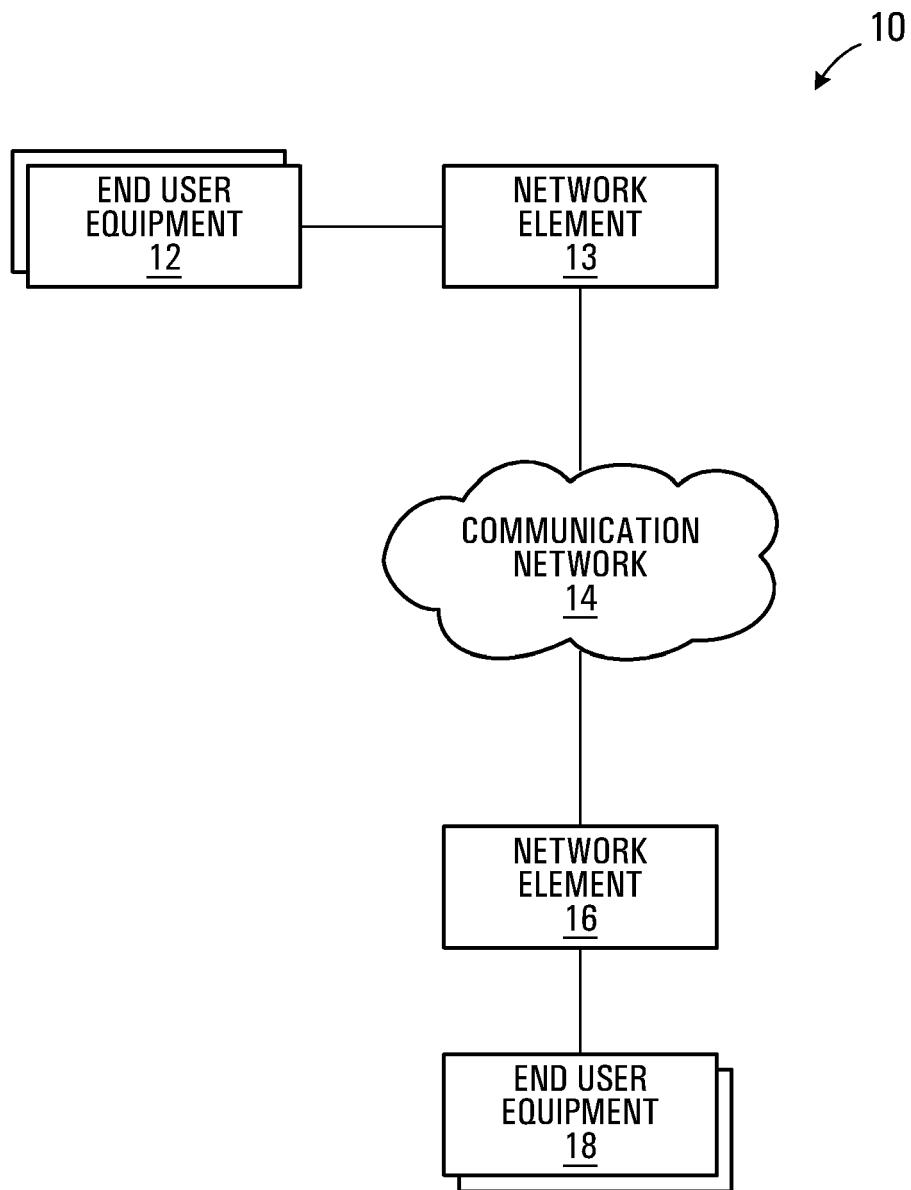 10
END USER
EQUIPMENT
12
NETWORK
ELEMENT
13
COMMUNICATION
NETWORK
14
NETWORK
ELEMENT
16
END USER
EQUIPMENT
18